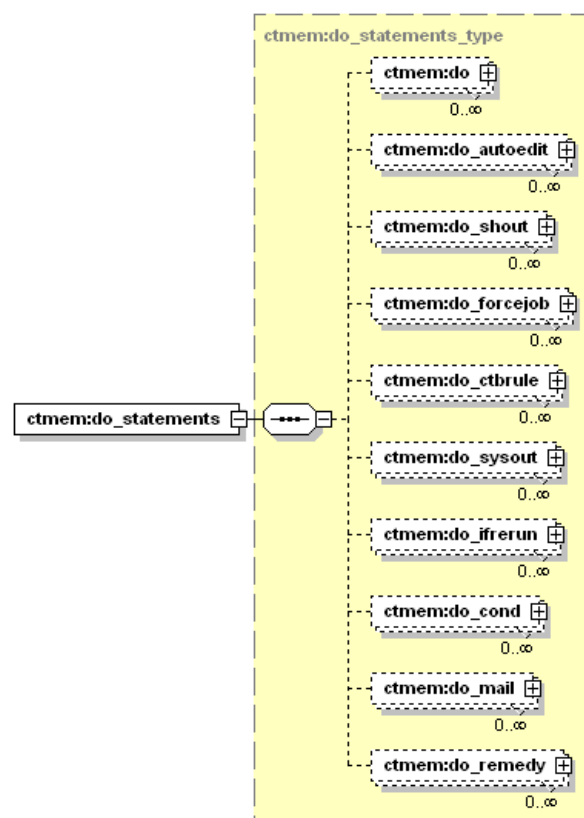 ctmem:do_statements_type
ctmem:do
0..∞
ctmem:do_autoedit
0..∞
ctmem:do_shout
0..∞
ctmem:do_forcejob
0..∞
ctmem:do_ctbrule
0..∞
ctmem:do_statements
ctmem:do_sysout
0..∞
ctmem:do_ifrerun
0..∞
ctmem:do_cond
0..∞
ctmem:do_mail
0..∞
ctmem:do_remedy
0..∞